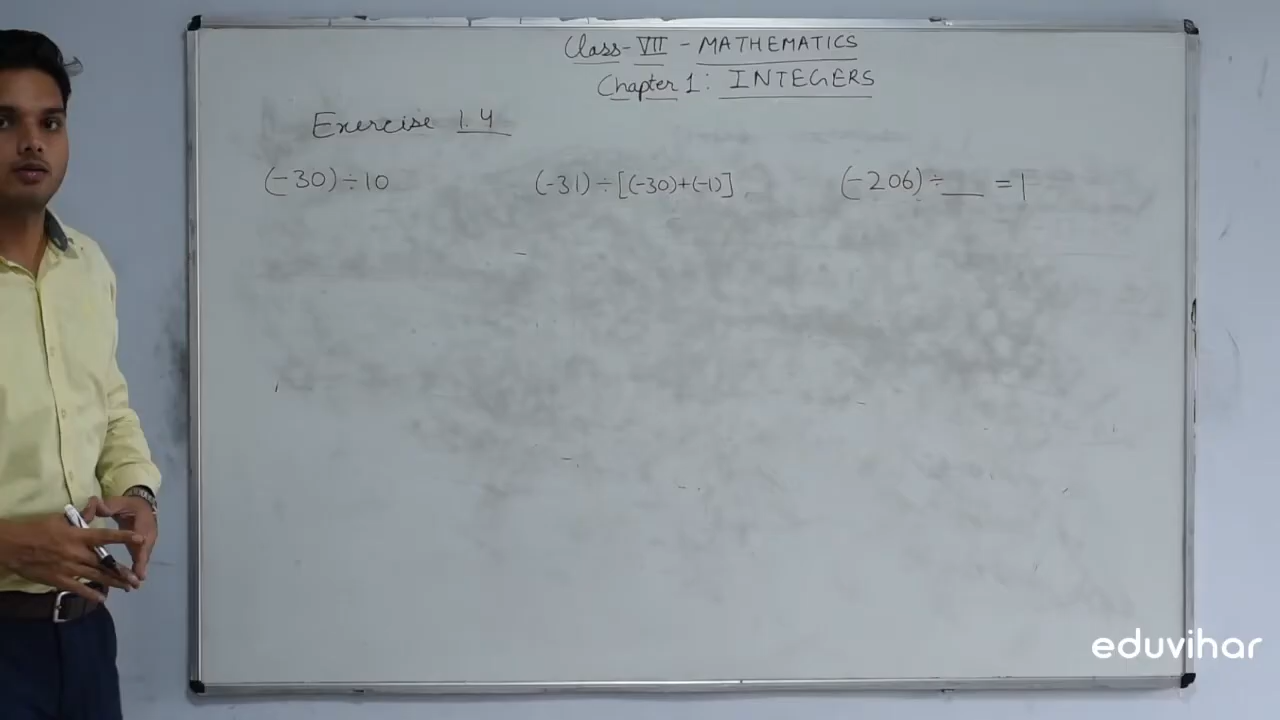 Class-VII - MATHEMATICS
Chapter 1: INTEGERS
Exercise 1.4
(-30)÷10 (-31)÷[(-30)+(-1)] (-206)÷___ =1
eduvihar